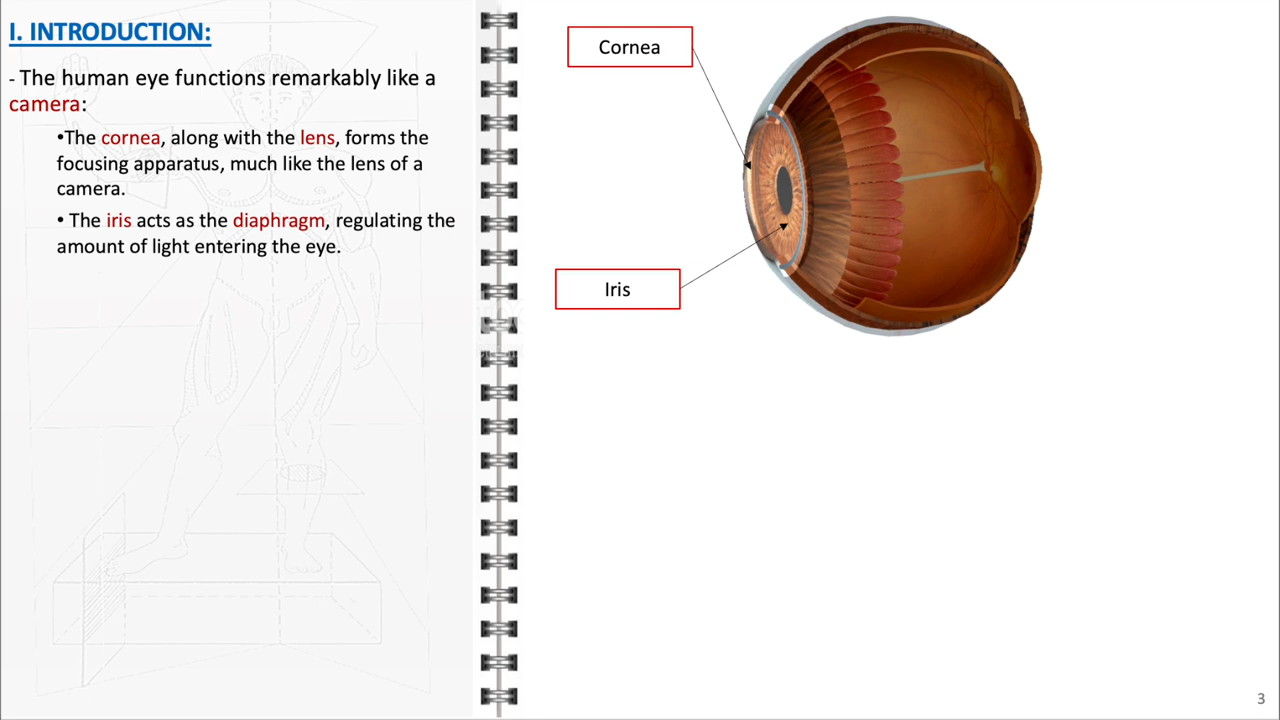 I. INTRODUCTION:
- The human eye functions remarkably like a
camera:
•The cornea, along with the lens, forms the
focusing apparatus, much like the lens of a
camera.
• The iris acts as the diaphragm, regulating the
amount of light entering the eye.
Cornea
Iris
3